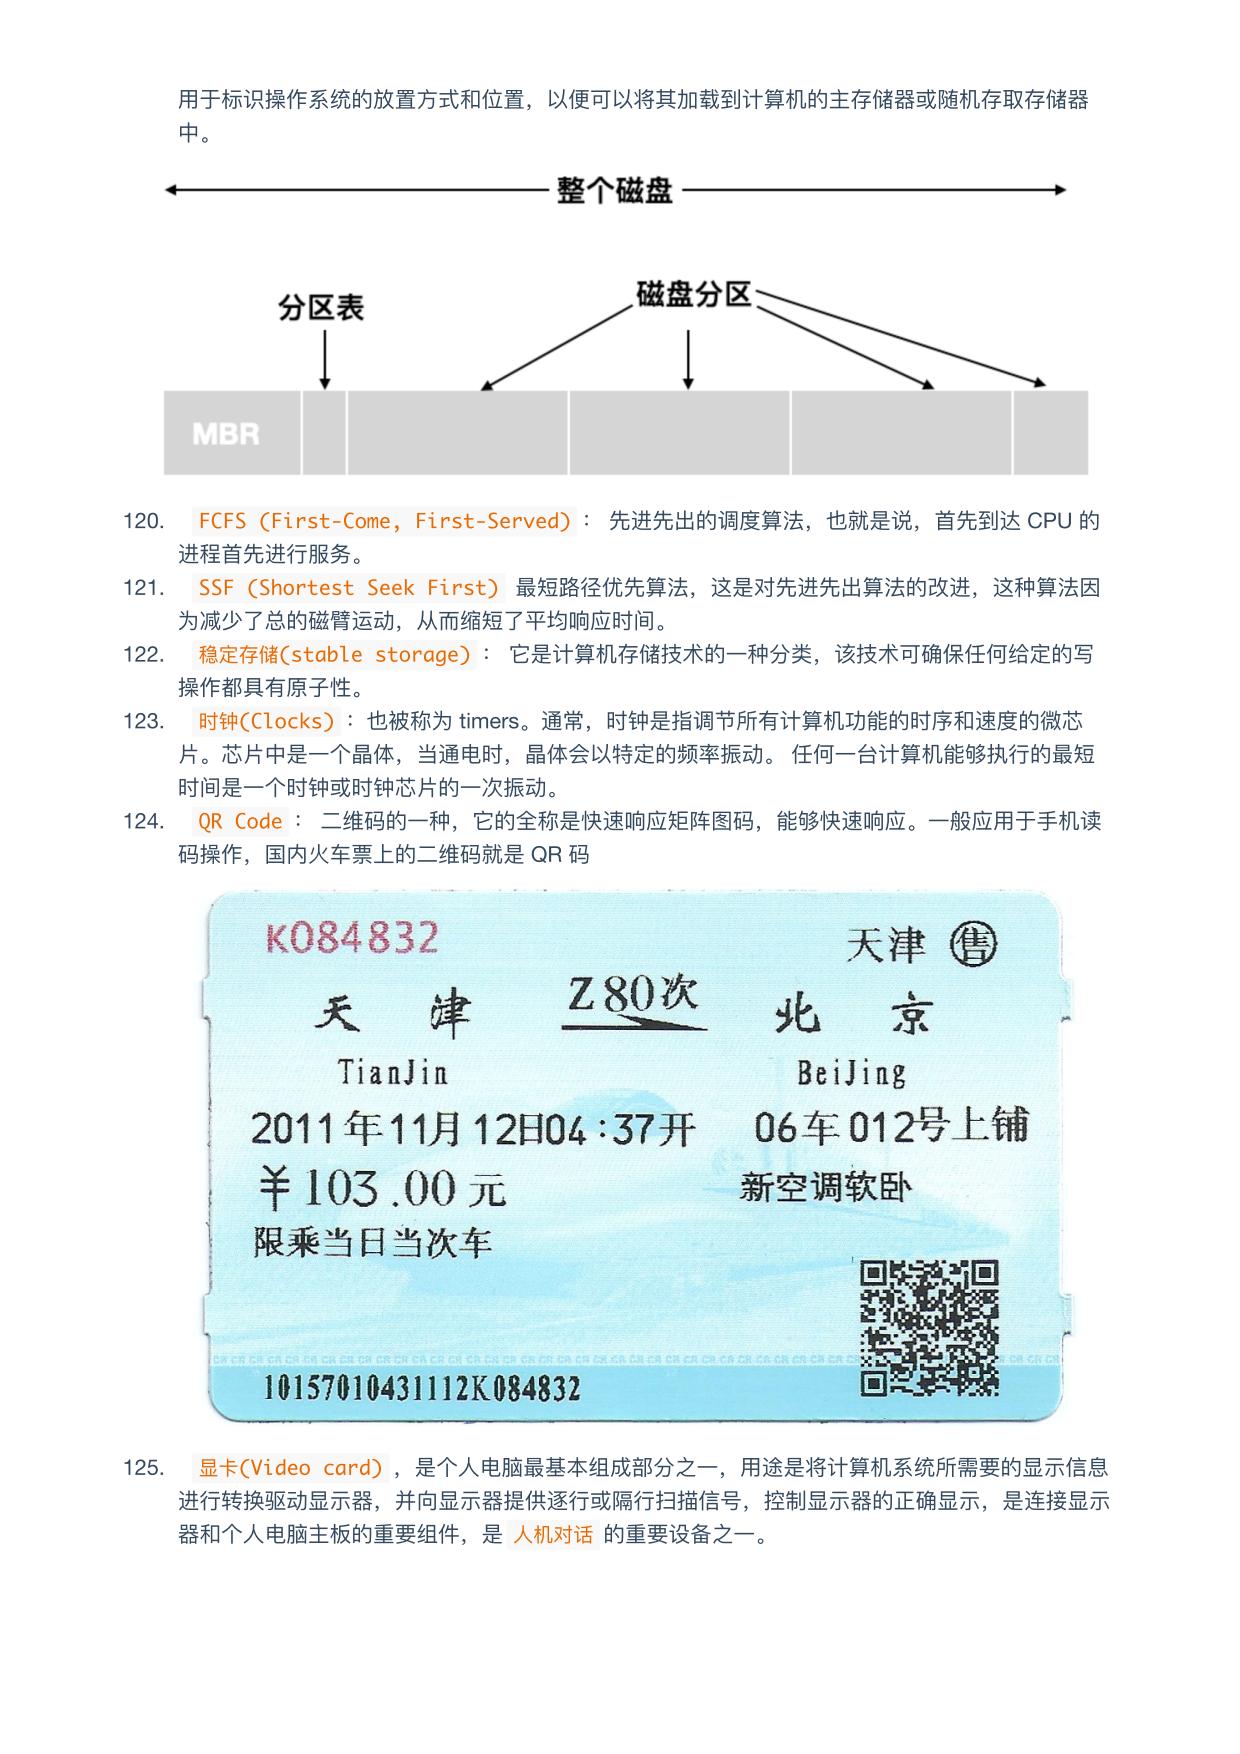 用于标识操作系统的放置方式和位置，以便可以将其加载到计算机的主存储器或随机存取存储器
中。
整个磁盘
分区表
磁盘分区
MBR
120. FCFS (First-Come, First-Served)： 先进先出的调度算法，也就是说，首先到达 CPU 的
进程首先进行服务。
121. SSF (Shortest Seek First) 最短路径优先算法，这是对先进先出算法的改进，这种算法因
为减少了总的磁臂运动，从而缩短了平均响应时间。
122. 稳定存储(stable storage)： 它是计算机存储技术的一种分类，该技术可确保任何给定的写
操作都具有原子性。
123. 时钟(Clocks)：也被称为 timers。通常，时钟是指调节所有计算机功能的时序和速度的微芯
片。芯片中是一个晶体，当通电时，晶体会以特定的频率振动。 任何一台计算机能够执行的最短
时间是一个时钟或时钟芯片的一次振动。
124. QR Code： 二维码的一种，它的全称是快速响应矩阵图码，能够快速响应。一般应用于手机读
码操作，国内火车票上的二维码就是 QR 码
K084832
天津 售
天津 Z80次 北京
TianJin BeiJing
2011年11月12日04:37开 06车012号上铺
¥103.00元 新空调软卧
限乘当日当次车
10157010431112K084832
125. 显卡(Video card)，是个人电脑最基本组成部分之一，用途是将计算机系统所需要的显示信息
进行转换驱动显示器，并向显示器提供逐行或隔行扫描信号，控制显示器的正确显示，是连接显示
器和个人电脑主板的重要组件，是 人机对话 的重要设备之一。